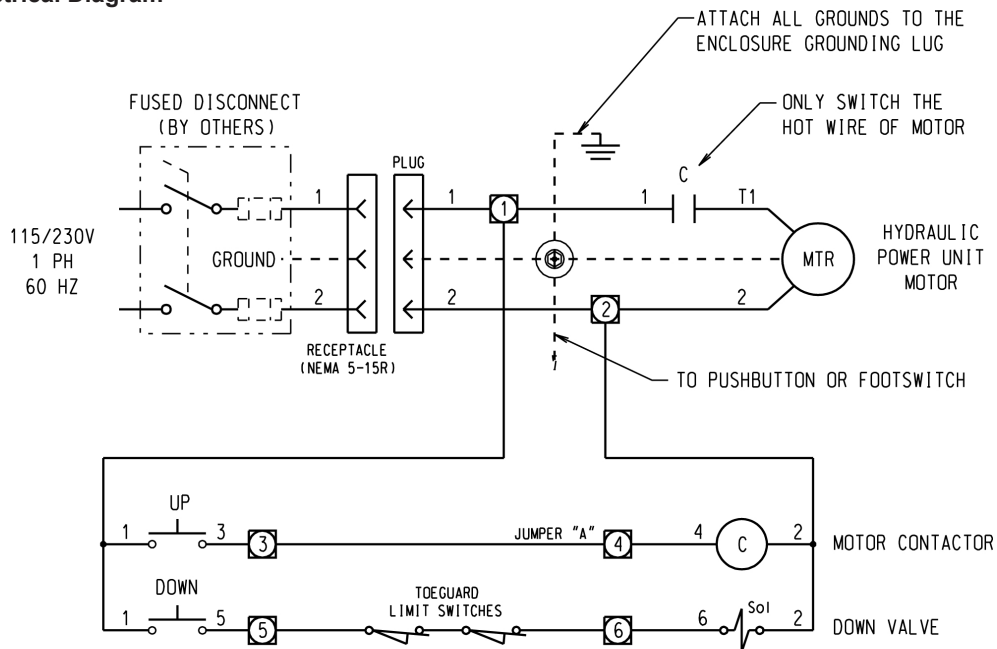 ctrical Diagram
ATTACH ALL GROUNDS TO THE
ENCLOSURE GROUNDING LUG
FUSED DISCONNECT
(BY OTHERS)
ONLY SWITCH THE
HOT WIRE OF MOTOR
PLUG
C
1
1
1
1
T1
115/230V
1 PH
60 HZ
GROUND
MTR
HYDRAULIC
POWER UNIT
MOTOR
2
2
2
2
RECEPTACLE
(NEMA 5-15R)
TO PUSHBUTTON OR FOOTSWITCH
UP
1
3
3
JUMPER "A"
4
4
C
2
MOTOR CONTACTOR
DOWN
1
5
5
TOEGUARD
LIMIT SWITCHES
6
6
Sol
2
DOWN VALVE